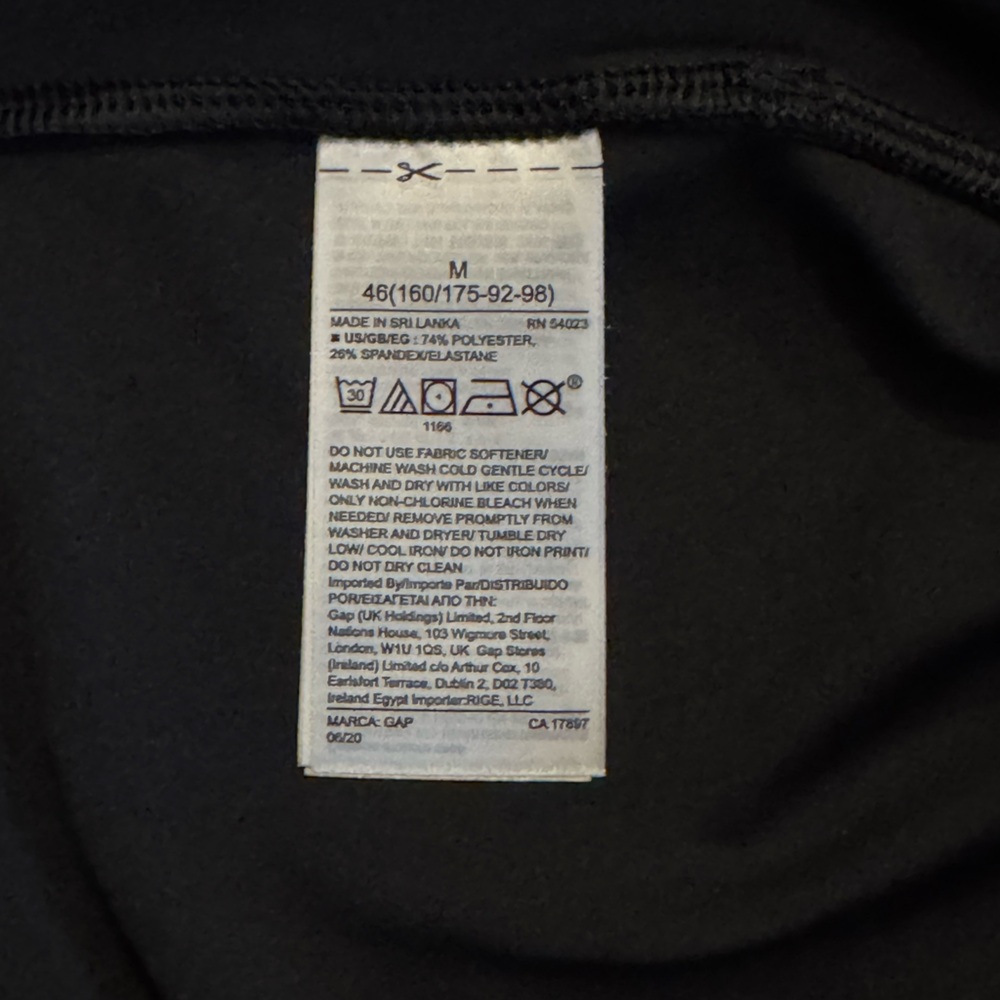 M
46(160/175-92-98)
MADE IN SRI LANKA RN 54023
US/GB/EG : 74% POLYESTER,
26% SPANDEX/ELASTANE
30
®
1166
DO NOT USE FABRIC SOFTENER/
MACHINE WASH COLD GENTLE CYCLE/
WASH AND DRY WITH LIKE COLORS/
ONLY NON-CHLORINE BLEACH WHEN
NEEDED/ REMOVE PROMPTLY FROM
WASHER AND DRYER/ TUMBLE DRY
LOW/ COOL IRON/ DO NOT IRON PRINT/
DO NOT DRY CLEAN
Imported By/Importe Par/DISTRIBUIDO
POR/ΕΙΣΑΓΕΤΑΙ ΑΠΟ ΤΗΝ:
Gap (UK Holdings) Limited, 2nd Floor
Nations House, 103 Wigmore Street,
London, W1U 1QS, UK Gap Stores
(Ireland) Limited c/o Arthur Cox, 10
Earlsfort Terrace, Dublin 2, D02 T380,
Ireland Egypt Importer:RIGE, LLC
MARCA: GAP CA 17897
06/20